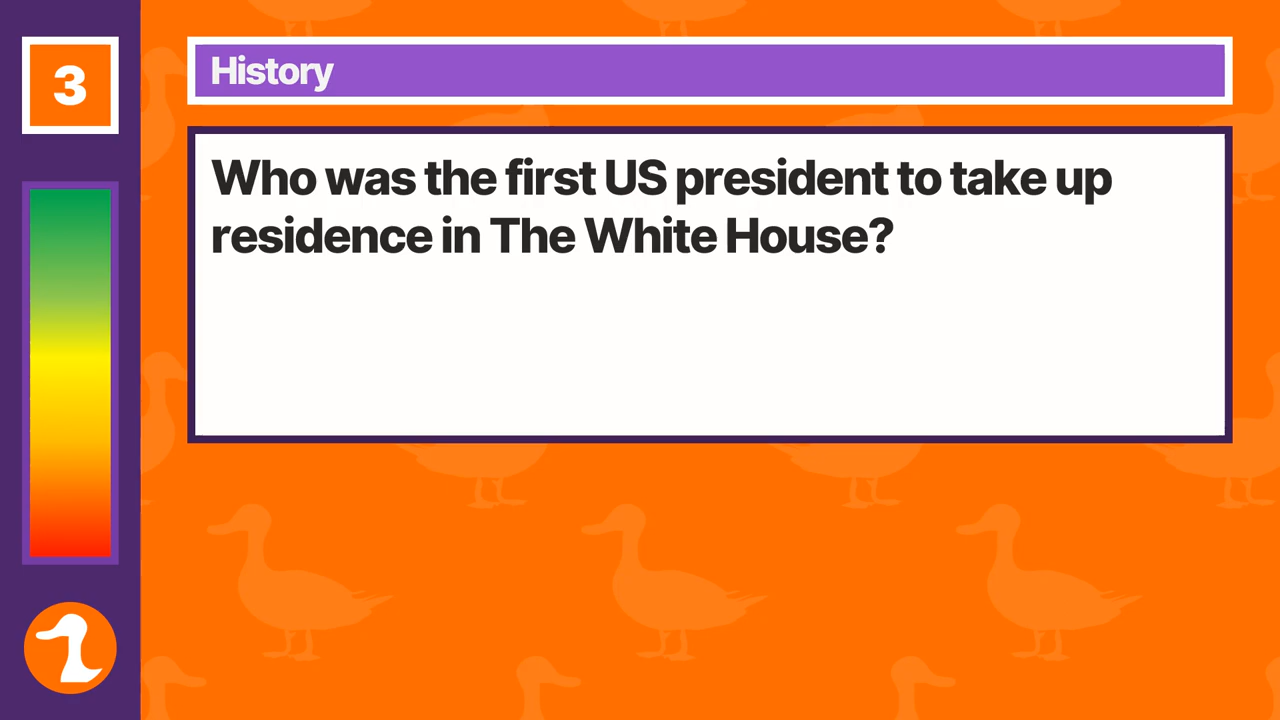 3
History
Who was the first US president to take up
residence in The White House?